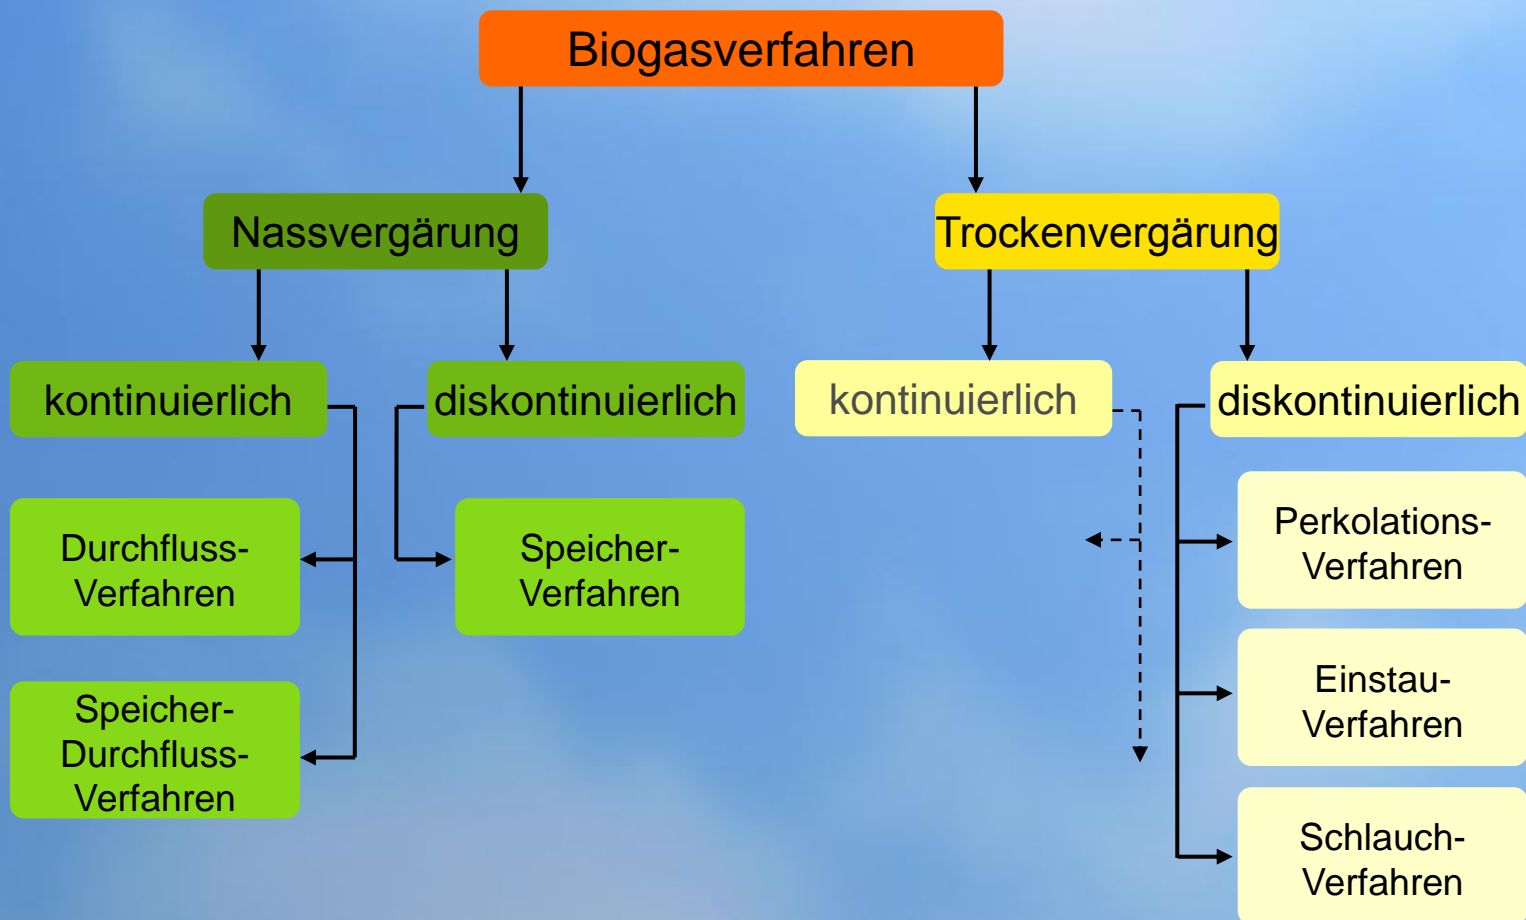 Biogasverfahren
Nassvergärung
Trockenvergärung
kontinuierlich
diskontinuierlich
kontinuierlich
diskontinuierlich
Durchfluss-
Verfahren
Speicher-
Durchfluss-
Verfahren
Speicher-
Verfahren
Perkolations-
Verfahren
Einstau-
Verfahren
Schlauch-
Verfahren